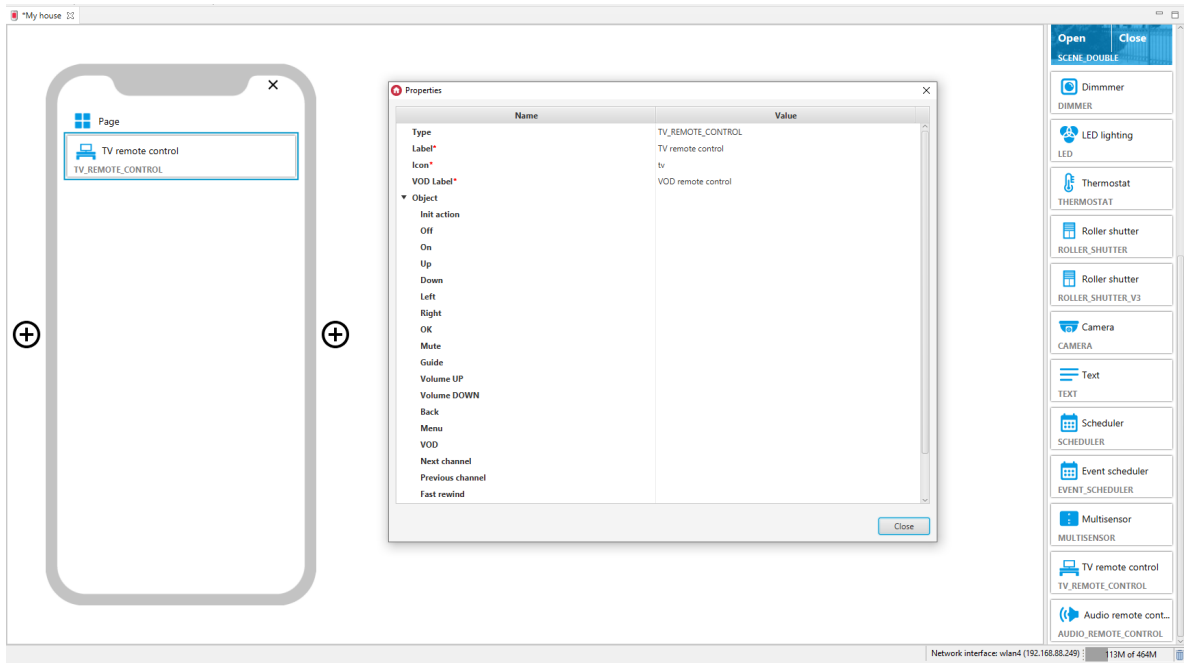 *My house
Page
TV remote control
TV_REMOTE_CONTROL
Properties
Name Value
Type TV_REMOTE_CONTROL
Label* TV remote control
Icon* tv
VOD Label* VOD remote control
Object
Init action
Off
On
Up
Down
Left
Right
OK
Mute
Guide
Volume UP
Volume DOWN
Back
Menu
VOD
Next channel
Previous channel
Fast rewind
Close
Open Close
SCENE_DOUBLE
Dimmmer
DIMMER
LED lighting
LED
Thermostat
THERMOSTAT
Roller shutter
ROLLER_SHUTTER
Roller shutter
ROLLER_SHUTTER_V3
Camera
CAMERA
Text
TEXT
Scheduler
SCHEDULER
Event scheduler
EVENT_SCHEDULER
Multisensor
MULTISENSOR
TV remote control
TV_REMOTE_CONTROL
Audio remote cont...
AUDIO_REMOTE_CONTROL
Network interface: wlan4 (192.168.88.249) 113M of 464M